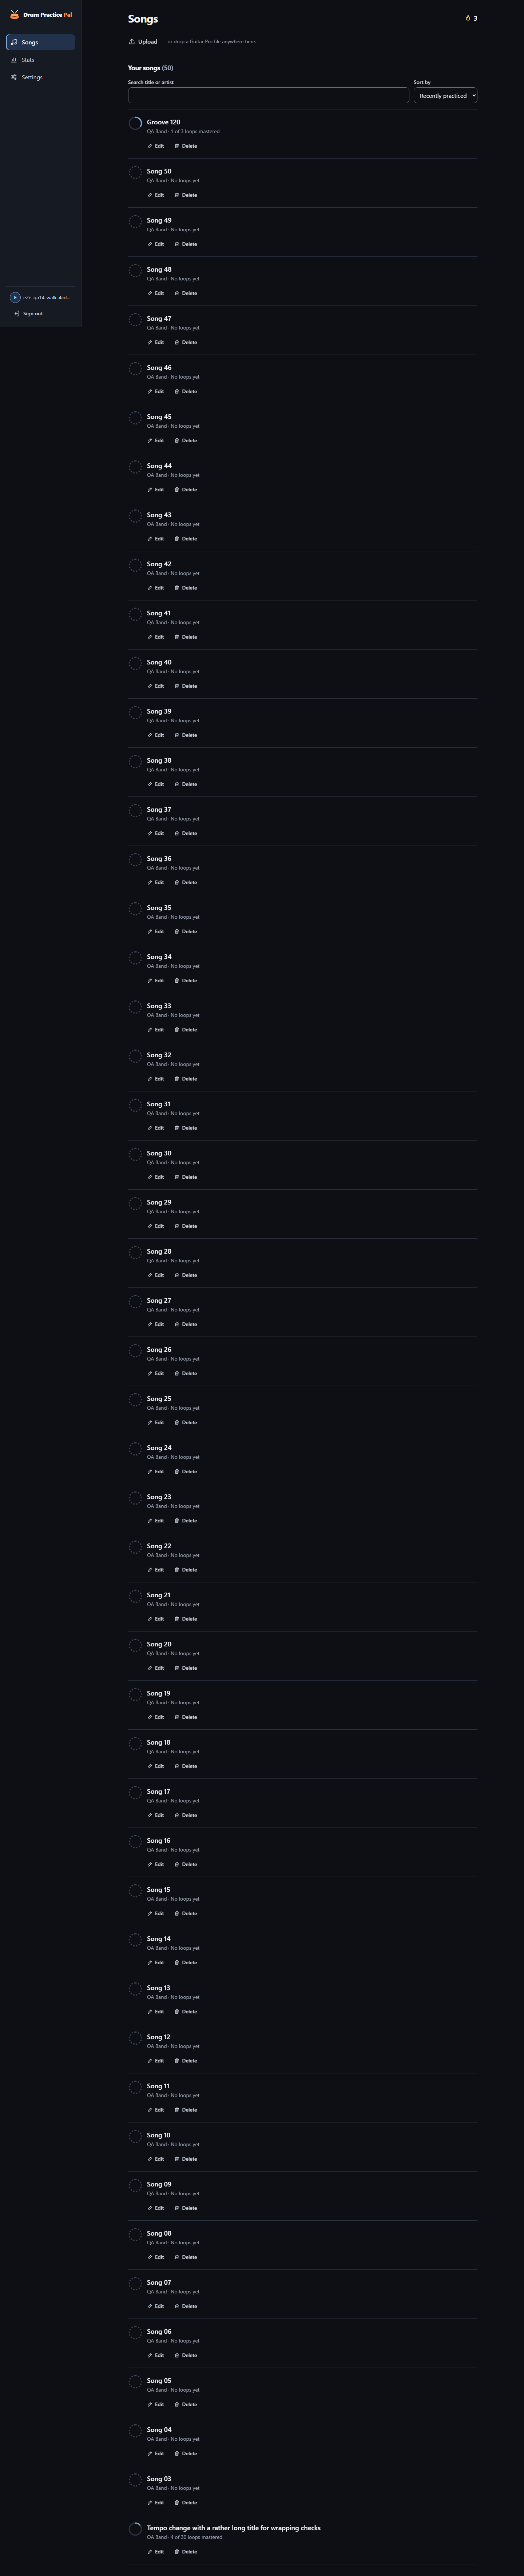 Drum Practice Pal
Songs
Stats
Settings
e2e-qa14-walk-4cd...
Sign out
Songs
3
Upload
or drop a Guitar Pro file anywhere here.
Your songs (50)
Search title or artist
Sort by
Recently practiced
Groove 120
QA Band · 1 of 3 loops mastered
Edit Delete
Song 50
QA Band · No loops yet
Edit Delete
Song 49
QA Band · No loops yet
Edit Delete
Song 48
QA Band · No loops yet
Edit Delete
Song 47
QA Band · No loops yet
Edit Delete
Song 46
QA Band · No loops yet
Edit Delete
Song 45
QA Band · No loops yet
Edit Delete
Song 44
QA Band · No loops yet
Edit Delete
Song 43
QA Band · No loops yet
Edit Delete
Song 42
QA Band · No loops yet
Edit Delete
Song 41
QA Band · No loops yet
Edit Delete
Song 40
QA Band · No loops yet
Edit Delete
Song 39
QA Band · No loops yet
Edit Delete
Song 38
QA Band · No loops yet
Edit Delete
Song 37
QA Band · No loops yet
Edit Delete
Song 36
QA Band · No loops yet
Edit Delete
Song 35
QA Band · No loops yet
Edit Delete
Song 34
QA Band · No loops yet
Edit Delete
Song 33
QA Band · No loops yet
Edit Delete
Song 32
QA Band · No loops yet
Edit Delete
Song 31
QA Band · No loops yet
Edit Delete
Song 30
QA Band · No loops yet
Edit Delete
Song 29
QA Band · No loops yet
Edit Delete
Song 28
QA Band · No loops yet
Edit Delete
Song 27
QA Band · No loops yet
Edit Delete
Song 26
QA Band · No loops yet
Edit Delete
Song 25
QA Band · No loops yet
Edit Delete
Song 24
QA Band · No loops yet
Edit Delete
Song 23
QA Band · No loops yet
Edit Delete
Song 22
QA Band · No loops yet
Edit Delete
Song 21
QA Band · No loops yet
Edit Delete
Song 20
QA Band · No loops yet
Edit Delete
Song 19
QA Band · No loops yet
Edit Delete
Song 18
QA Band · No loops yet
Edit Delete
Song 17
QA Band · No loops yet
Edit Delete
Song 16
QA Band · No loops yet
Edit Delete
Song 15
QA Band · No loops yet
Edit Delete
Song 14
QA Band · No loops yet
Edit Delete
Song 13
QA Band · No loops yet
Edit Delete
Song 12
QA Band · No loops yet
Edit Delete
Song 11
QA Band · No loops yet
Edit Delete
Song 10
QA Band · No loops yet
Edit Delete
Song 09
QA Band · No loops yet
Edit Delete
Song 08
QA Band · No loops yet
Edit Delete
Song 07
QA Band · No loops yet
Edit Delete
Song 06
QA Band · No loops yet
Edit Delete
Song 05
QA Band · No loops yet
Edit Delete
Song 04
QA Band · No loops yet
Edit Delete
Song 03
QA Band · No loops yet
Edit Delete
Tempo change with a rather long title for wrapping checks
QA Band · 4 of 30 loops mastered
Edit Delete